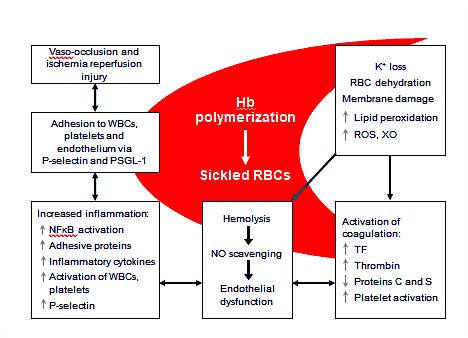 Vaso-occlusion and
ischemia reperfusion
injury
Adhesion to WBCs,
platelets and
endothelium via
P-selectin and PSGL-1
Increased inflammation:
↑ NFκB activation
↑ Adhesive proteins
↑ Inflammatory cytokines
↑ Activation of WBCs,
platelets
↑ P-selectin
Hb
polymerization
Sickled RBCs
Hemolysis
NO scavenging
Endothelial
dysfunction
K⁺ loss
RBC dehydration
Membrane damage
↑ Lipid peroxidation
↑ ROS, XO
Activation of
coagulation:
↑ TF
↑ Thrombin
↓ Proteins C and S
↑ Platelet activation